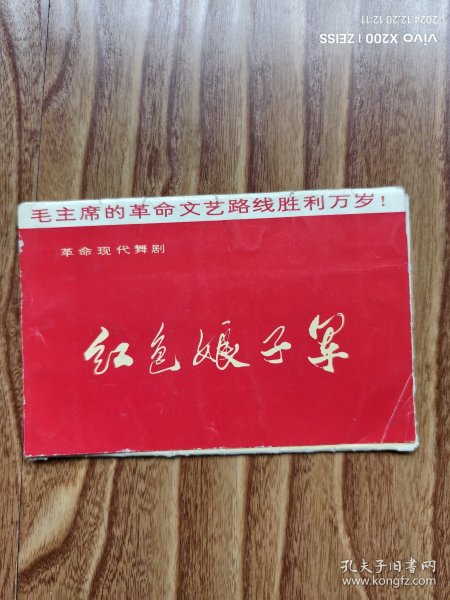 vivo X200 | ZEISS
2024.12.20 12:11
毛主席的革命文艺路线胜利万岁!
革命现代舞剧
红色娘子军
孔夫子旧书网
www.kongfz.com